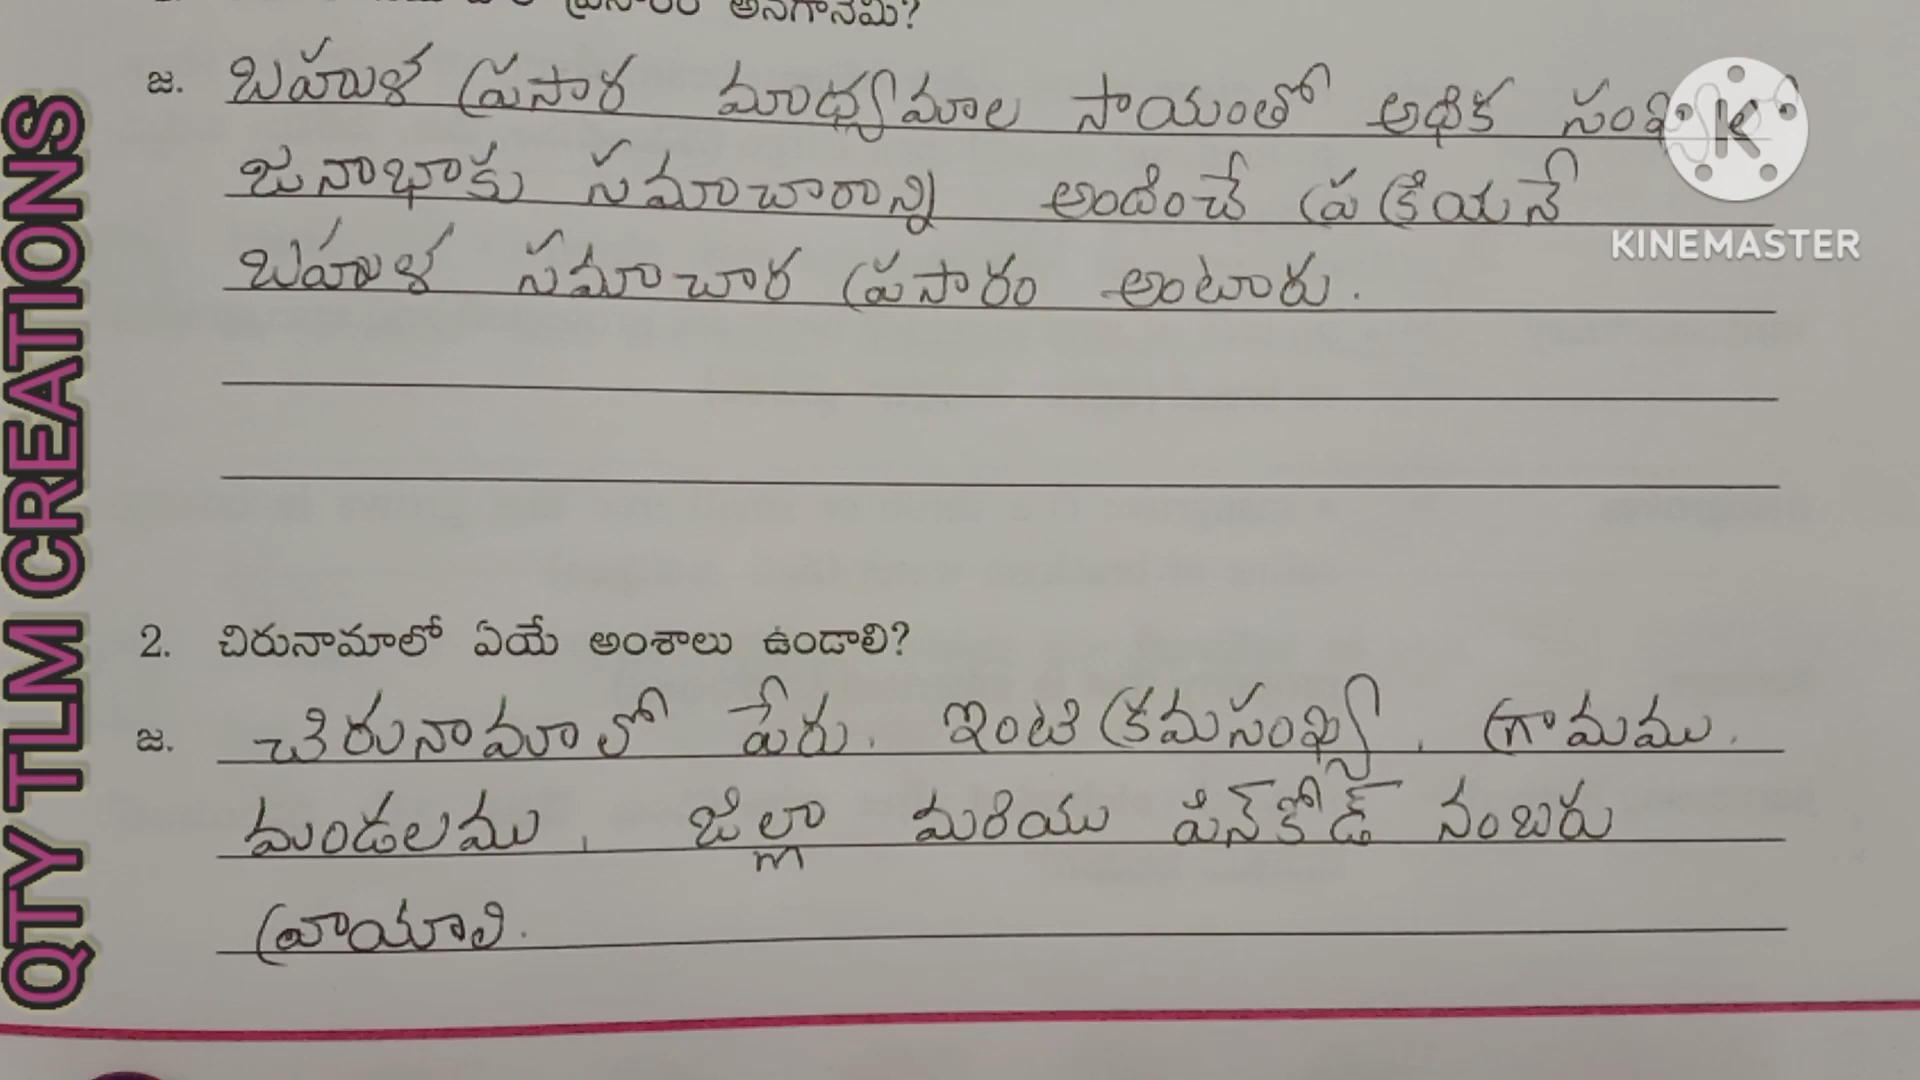 అనగానేమి?
జ. బహుళ ప్రసార మాధ్యమాల సాయంతో అధిక
జనాభాకు సమాచారాన్ని అందించే ప్రక్రియనే
బహుళ సమాచార ప్రసారం అంటారు.
2. చిరునామాలో ఏయే అంశాలు ఉండాలి?
జ. చిరునామాలో పేరు, ఇంటి క్రమసంఖ్య, గ్రామము,
మండలము, జిల్లా మరియు పిన్‌కోడ్ నంబరు
వ్రాయాలి.
QTY TLM CREATIONS
KINEMASTER